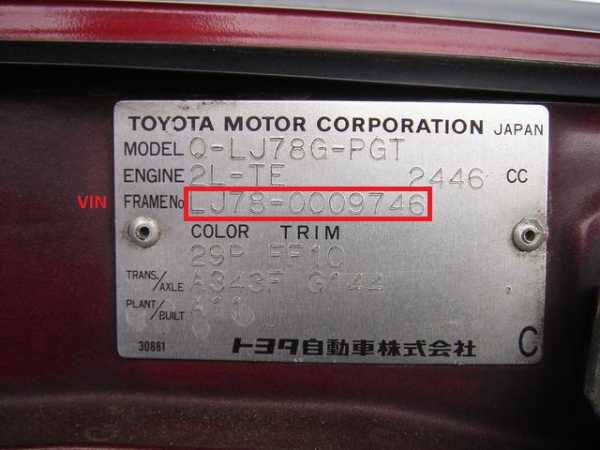 TOYOTA MOTOR CORPORATION JAPAN
MODEL Q-LJ78G-PGT
ENGINE 2L-TE 2446 CC
VIN FRAME No LJ78-0009746
COLOR TRIM
29P FF10
TRANS./AXLE A343F G144
PLANT/BUILT
30881
トヨタ自動車株式会社 C